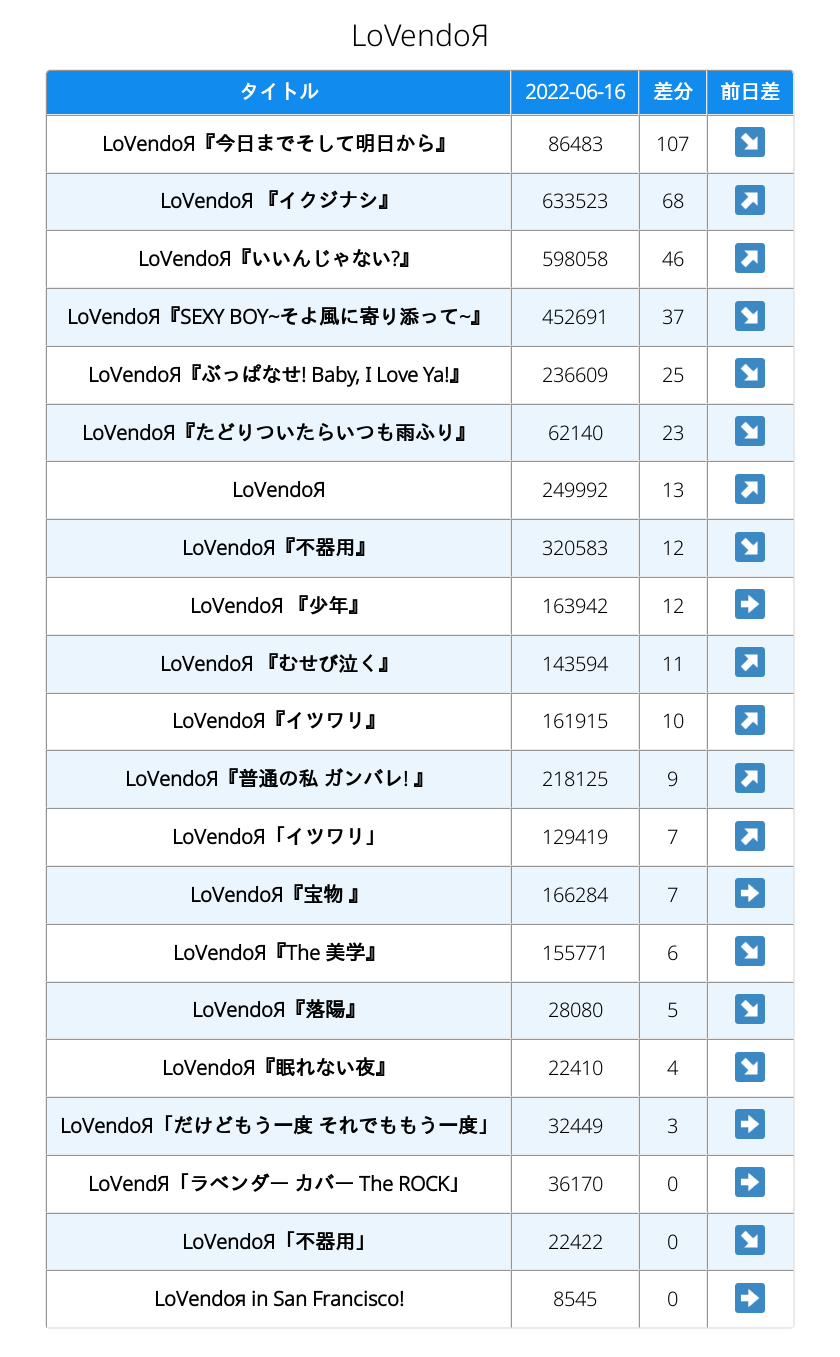 LoVendoЯ
タイトル 2022-06-16 差分 前日差
LoVendoЯ『今日までそして明日から』 86483 107
LoVendoЯ 『イクジナシ』 633523 68
LoVendoЯ『いいんじゃない?』 598058 46
LoVendoЯ『SEXY BOY~そよ風に寄り添って~』 452691 37
LoVendoЯ『ぶっぱなせ! Baby, I Love Ya!』 236609 25
LoVendoЯ『たどりついたらいつも雨ふり』 62140 23
LoVendoЯ 249992 13
LoVendoЯ『不器用』 320583 12
LoVendoЯ 『少年』 163942 12
LoVendoЯ 『むせび泣く』 143594 11
LoVendoЯ『イツワリ』 161915 10
LoVendoЯ『普通の私 ガンバレ! 』 218125 9
LoVendoЯ「イツワリ」 129419 7
LoVendoЯ『宝物 』 166284 7
LoVendoЯ『The 美学』 155771 6
LoVendoЯ『落陽』 28080 5
LoVendoЯ『眠れない夜』 22410 4
LoVendoЯ「だけどもう一度 それでももう一度」 32449 3
LoVendЯ「ラベンダー カバー The ROCK」 36170 0
LoVendoЯ「不器用」 22422 0
LoVendoя in San Francisco! 8545 0